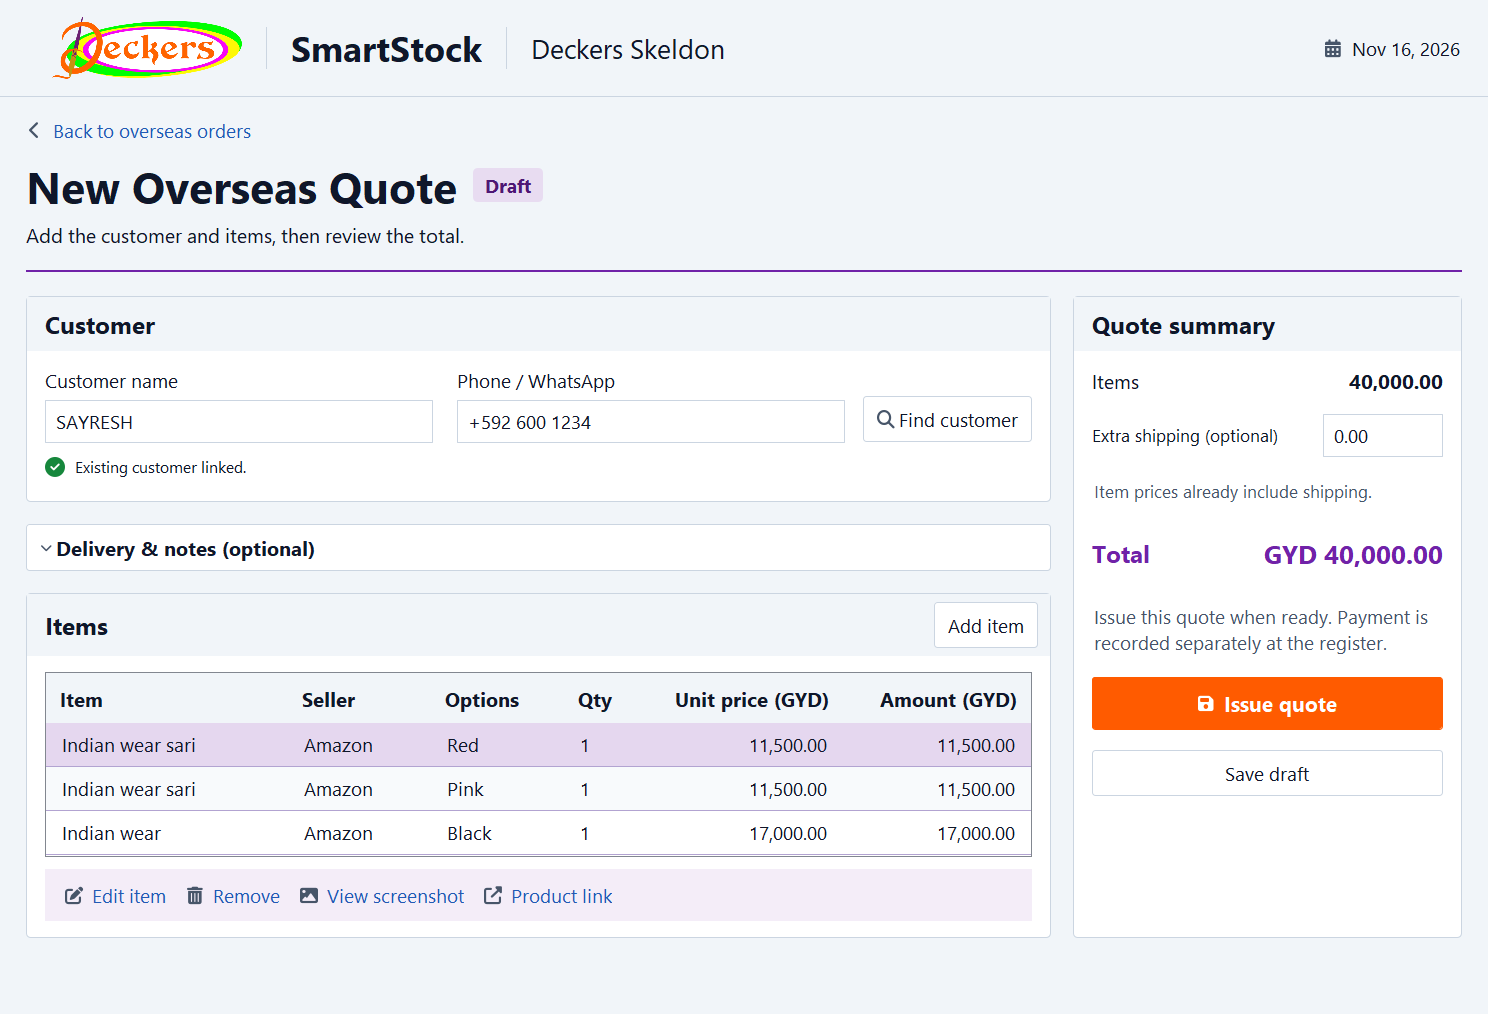 Deckers
SmartStock
Deckers Skeldon
Nov 16, 2026
Back to overseas orders
New Overseas Quote
Draft
Add the customer and items, then review the total.
Customer
Customer name
Phone / WhatsApp
SAYRESH
+592 600 1234
Find customer
Existing customer linked.
Delivery & notes (optional)
Items
Add item
Item Seller Options Qty Unit price (GYD) Amount (GYD)
Indian wear sari Amazon Red 1 11,500.00 11,500.00
Indian wear sari Amazon Pink 1 11,500.00 11,500.00
Indian wear Amazon Black 1 17,000.00 17,000.00
Edit item Remove View screenshot Product link
Quote summary
Items 40,000.00
Extra shipping (optional) 0.00
Item prices already include shipping.
Total GYD 40,000.00
Issue this quote when ready. Payment is
recorded separately at the register.
Issue quote
Save draft